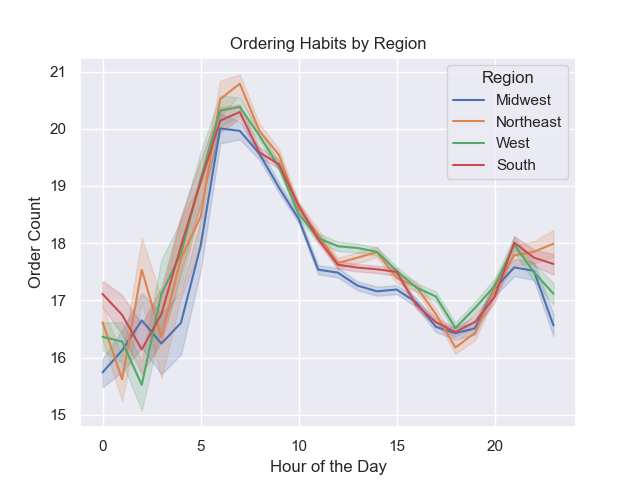 Ordering Habits by Region
Region
Midwest
Northeast
West
South
Order Count
21
20
19
18
17
16
15
0 5 10 15 20
Hour of the Day